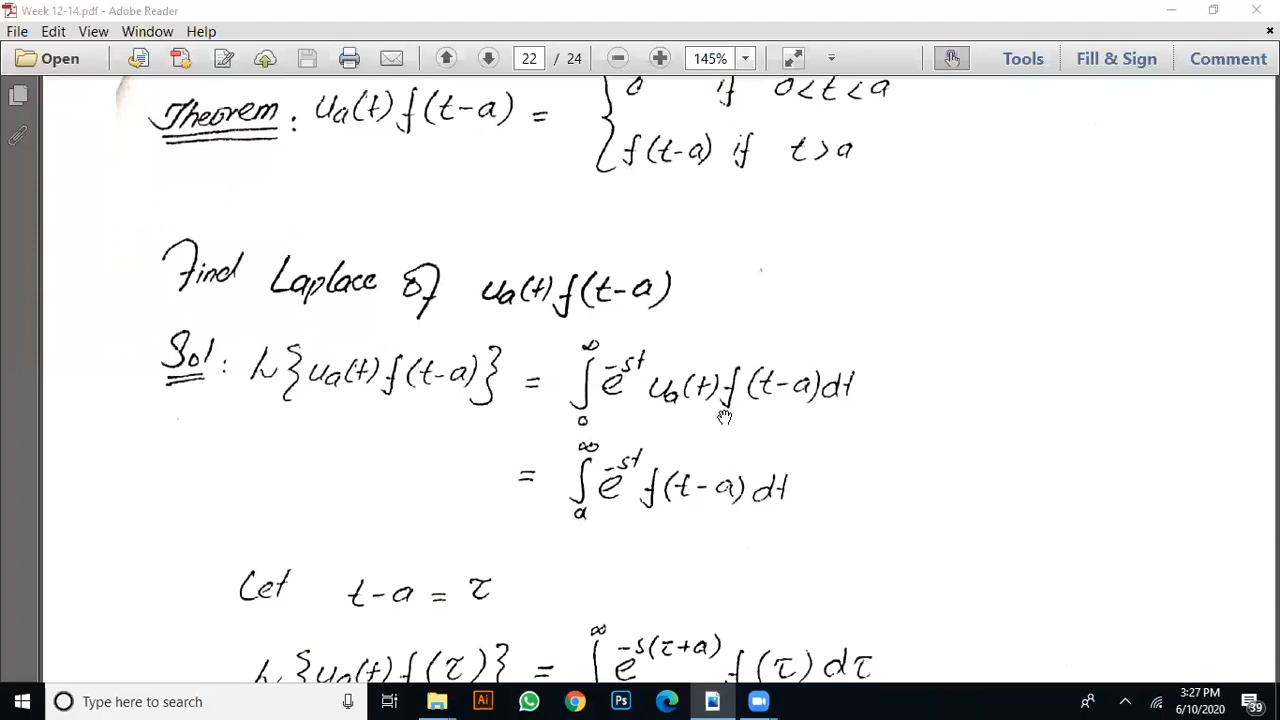 Week 12-14.pdf - Adobe Reader
File Edit View Window Help
Open 22 / 24 145% Tools Fill & Sign Comment
0 if 0<t<a
Theorem: ua(t)f(t-a) =
f(t-a) if t>a
Find Laplace of ua(t)f(t-a)
Sol: L{ua(t)f(t-a)} = ∫₀^∞ e^-st ua(t)f(t-a)dt
= ∫ₐ^∞ e^-st f(t-a)dt
Let t-a = τ
L{ua(t)f(τ)} = ∫^∞ e^-s(τ+a) f(τ)dτ
Type here to search
3:27 PM
6/10/2020
39